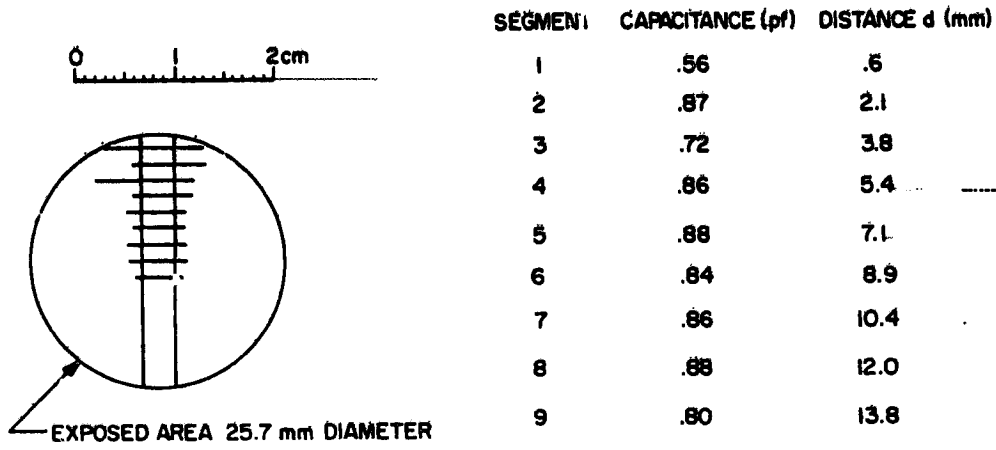 SEGMENT CAPACITANCE (pf) DISTANCE d (mm)
0 1 2cm
1 .56 .6
2 .87 2.1
3 .72 3.8
4 .86 5.4
5 .88 7.1
6 .84 8.9
7 .86 10.4
8 .88 12.0
9 .80 13.8
EXPOSED AREA 25.7 mm DIAMETER